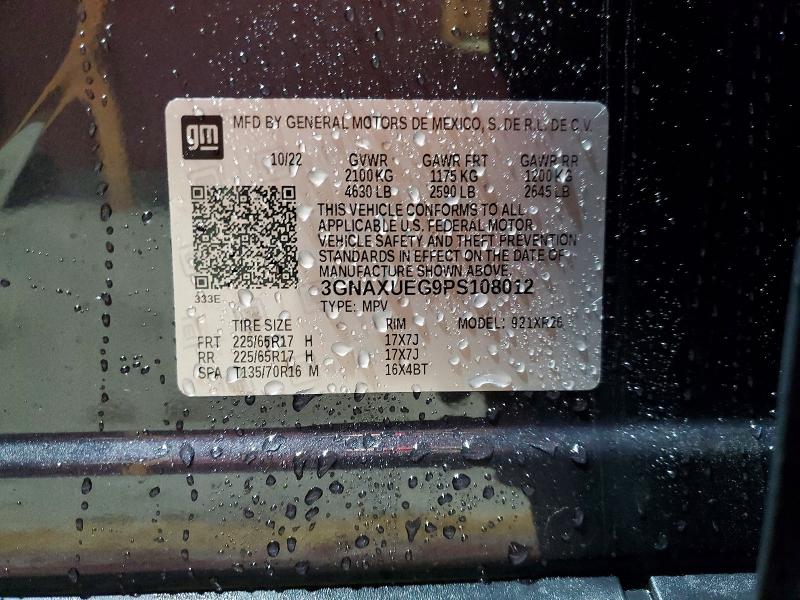 gm MFD BY GENERAL MOTORS DE MEXICO, S. DE R.L. DE C.V.
10/22 GVWR GAWR FRT GAWR RR
2100 KG 1175 KG 1200 KG
4630 LB 2590 LB 2645 LB
THIS VEHICLE CONFORMS TO ALL
APPLICABLE U.S. FEDERAL MOTOR
VEHICLE SAFETY AND THEFT PREVENTION
STANDARDS IN EFFECT ON THE DATE OF
MANUFACTURE SHOWN ABOVE.
3GNAXUEG9PS108012
333E
TYPE: MPV
TIRE SIZE RIM MODEL: 921XR26
FRT 225/65R17 H 17X7J
RR 225/65R17 H 17X7J
SPA T135/70R16 M 16X4BT